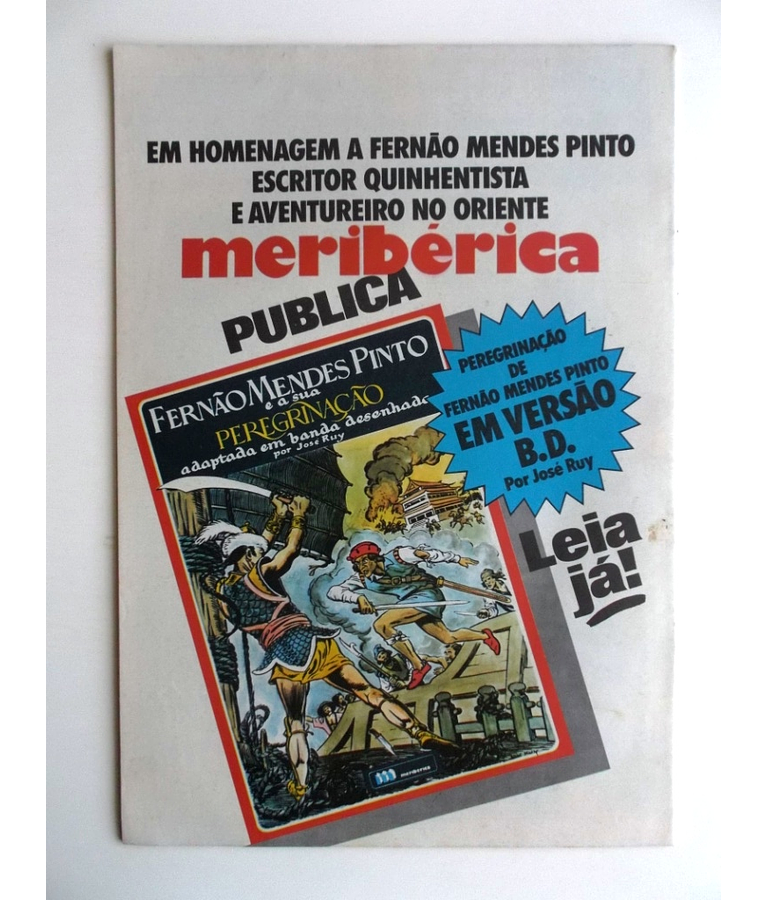 EM HOMENAGEM A FERNÃO MENDES PINTO
ESCRITOR QUINHENTISTA
E AVENTUREIRO NO ORIENTE
meribérica
PUBLICA
FERNÃO MENDES PINTO
e a sua
PEREGRINAÇÃO
adaptada em banda desenhada
por José Ruy
meribérica
PEREGRINAÇÃO
DE
FERNÃO MENDES PINTO
EM VERSÃO
B.D.
Por José Ruy
Leia
já!